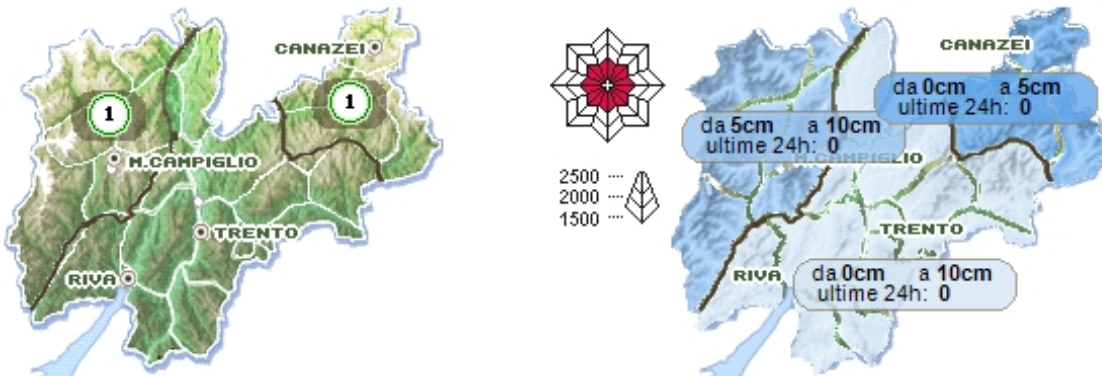 CANAZEI
1
1
M.CAMPIGLIO
TRENTO
RIVA
2500
2000
1500
CANAZEI
da 0cm a 5cm
ultime 24h: 0
da 5cm a 10cm
ultime 24h: 0
M.CAMPIGLIO
TRENTO
RIVA
da 0cm a 10cm
ultime 24h: 0